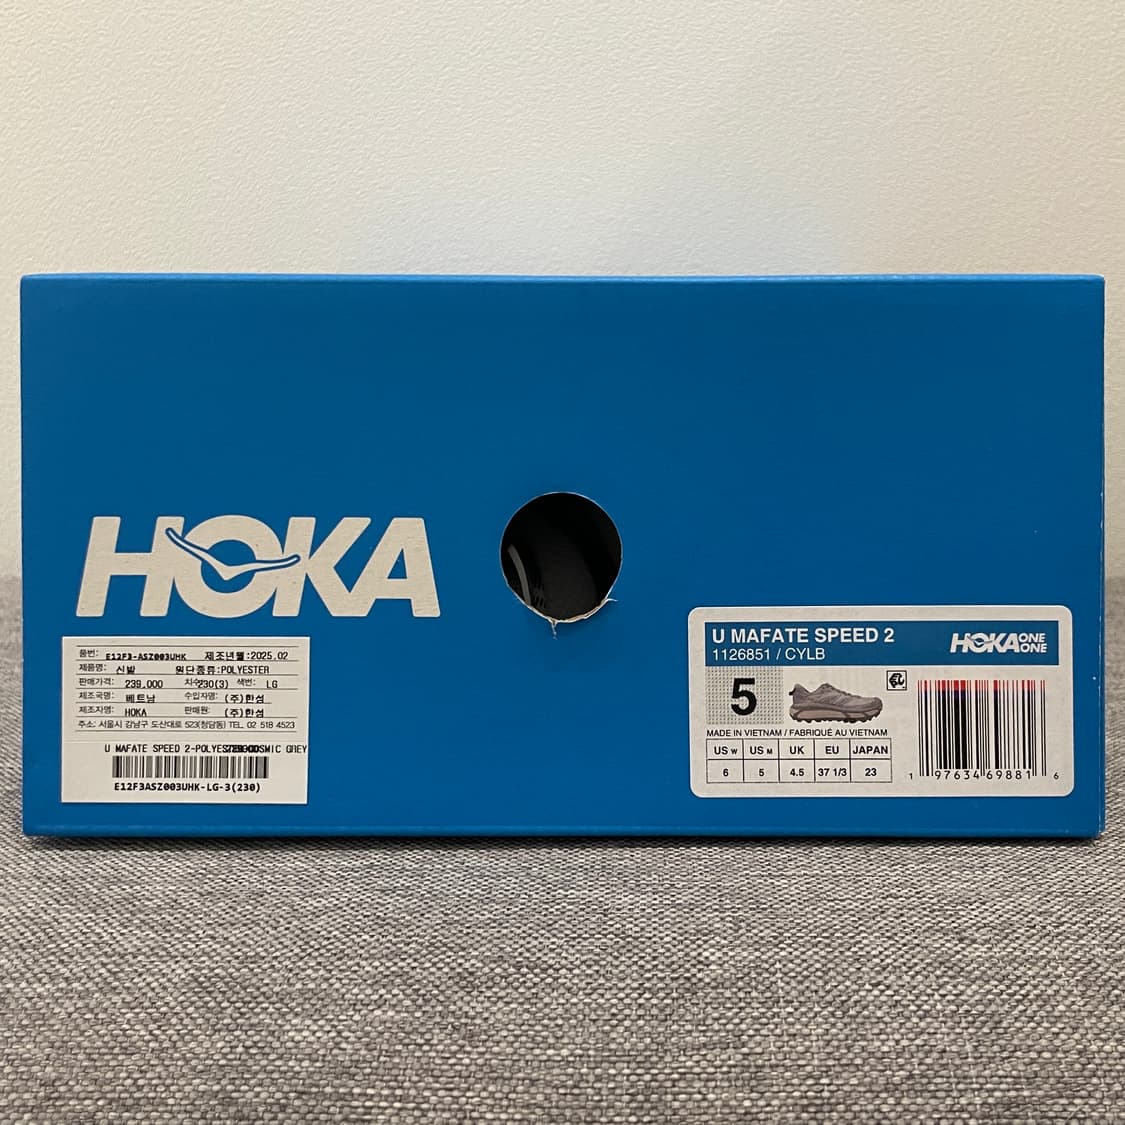 HOKA
품번: E12F3-ASZ003UHK 제조년월:2025.02
제품명: 신발 원단종류:POLYESTER
판매가격: 239,000 치수:230(3) 색번: LG
제조국명: 베트남 수입자명: (주)한섬
제조자명: HOKA 판매원: (주)한섬
주소: 서울시 강남구 도산대로 523(청담동) TEL. 02 518 4523
U MAFATE SPEED 2-POLYESTER COSMIC GREY
E12F3ASZ003UHK-LG-3(230)
U MAFATE SPEED 2
1126851 / CYLB
HOKA ONE ONE
5
MADE IN VIETNAM / FABRIQUÉ AU VIETNAM
US W US M UK EU JAPAN
6 5 4.5 37 1/3 23
1 97634 69881 6